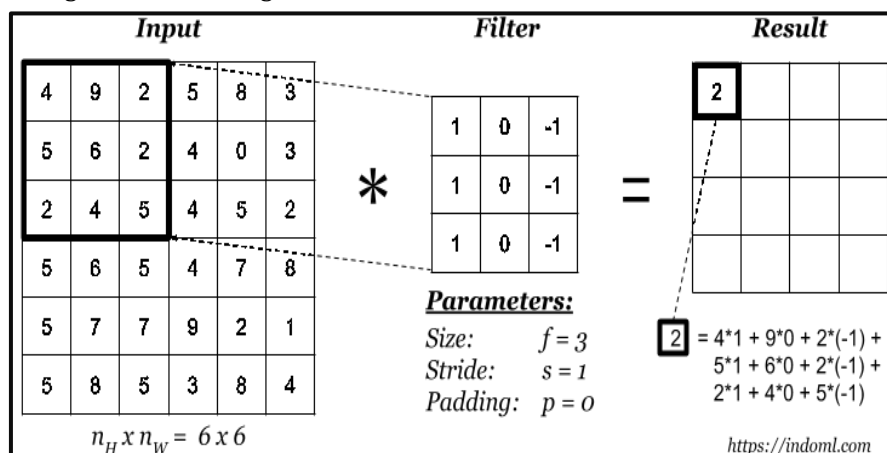 Input
Filter
Result
4 9 2 5 8 3
5 6 2 4 0 3
2 4 5 4 5 2
5 6 5 4 7 8
5 7 7 9 2 1
5 8 5 3 8 4
n_H x n_W = 6 x 6
*
1 0 -1
1 0 -1
1 0 -1
Parameters:
Size: f = 3
Stride: s = 1
Padding: p = 0
=
2
2 = 4*1 + 9*0 + 2*(-1) +
5*1 + 6*0 + 2*(-1) +
2*1 + 4*0 + 5*(-1)
https://indoml.com